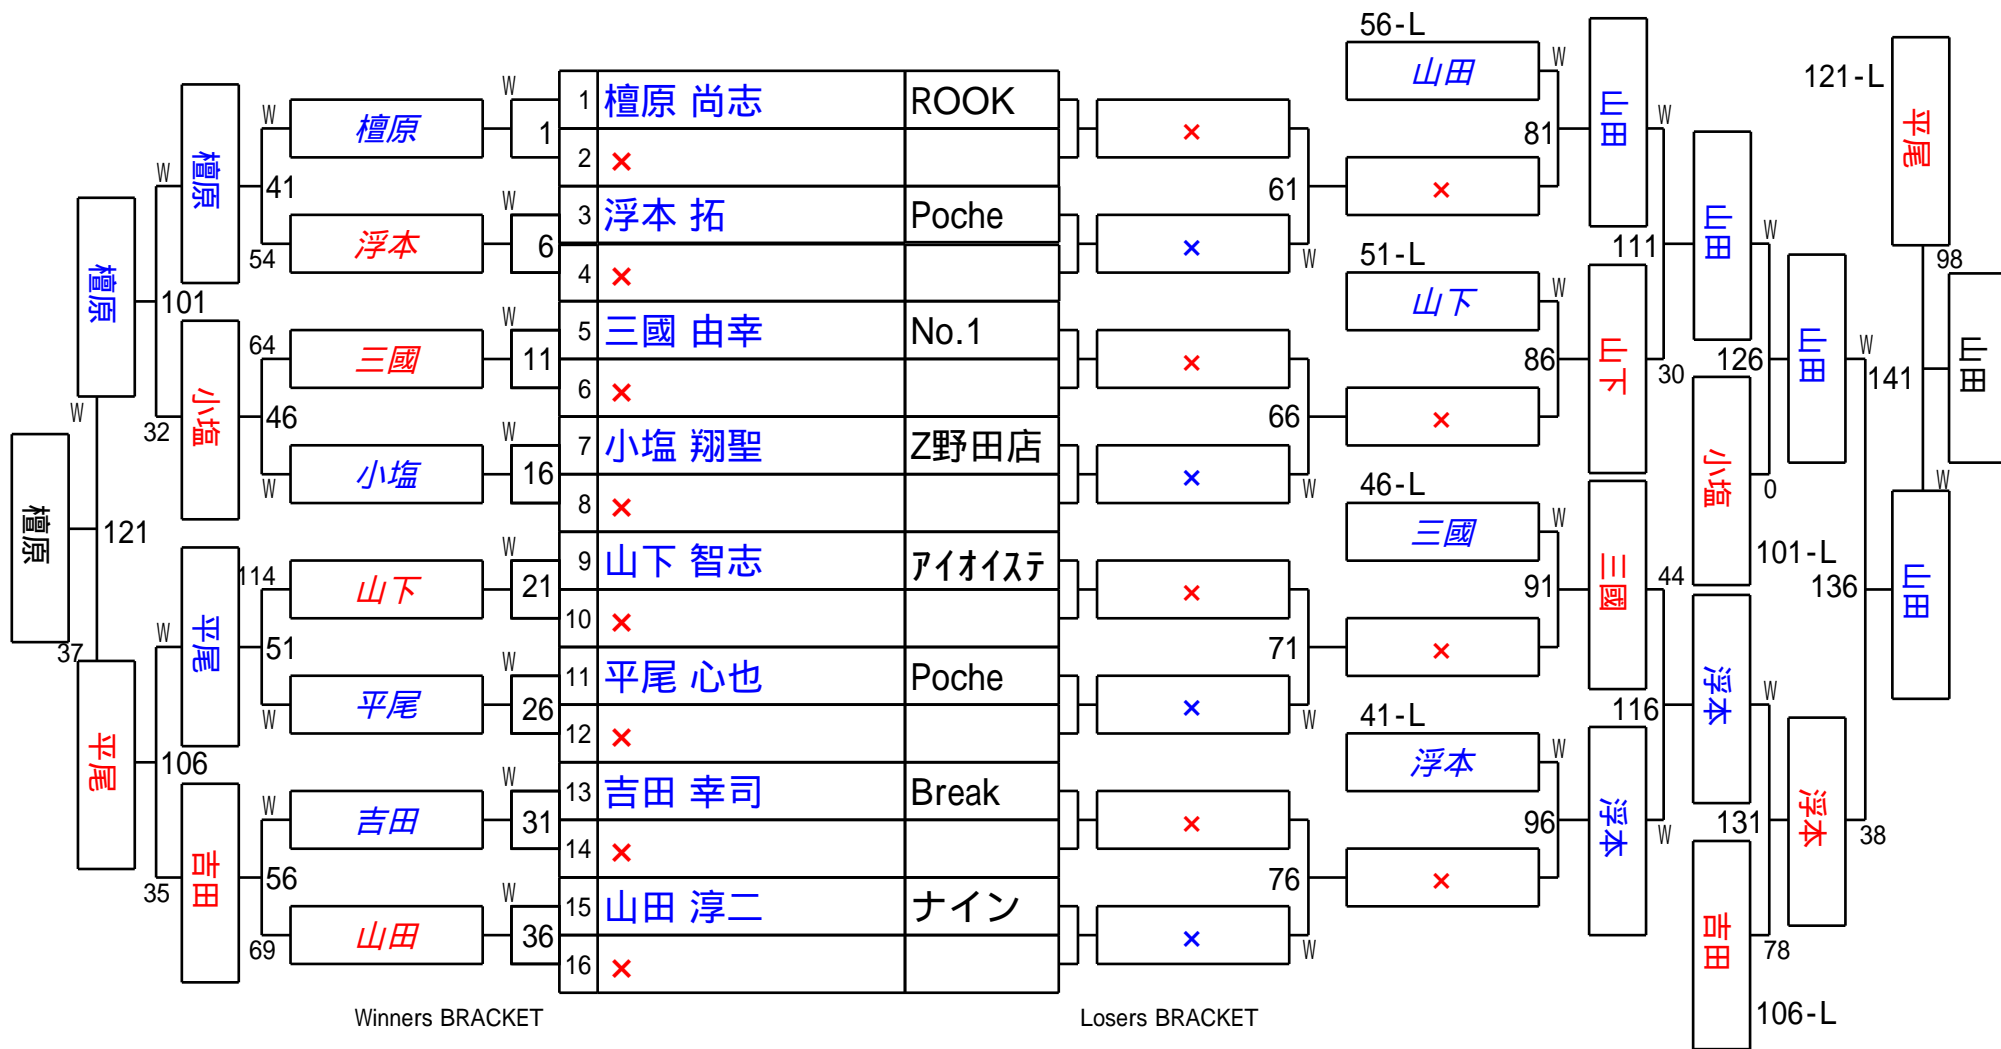 56-L
山田
121-L
平尾
W
1 檀原 尚志 ROOK
2 ×
3 浮本 拓 Poche
4 ×
5 三國 由幸 No.1
6 ×
7 小塩 翔聖 Z野田店
8 ×
9 山下 智志 アイオイステ
10 ×
11 平尾 心也 Poche
12 ×
13 吉田 幸司 Break
14 ×
15 山田 淳二 ナイン
16 ×
W 1
W 6
W 11
W 16
W 21
W 26
W 31
W 36
W 檀原
41
54 浮本
64 三國
46
W 小塩
114 山下
51
W 平尾
W 吉田
56
69 山田
W 檀原
101
32 小塩
W 平尾
106
35 吉田
W 檀原
121
37 平尾
檀原
×
61
× W
×
66
× W
×
71
× W
×
76
× W
81
×
51-L
山下 W
86
×
46-L
三國 W
91
×
41-L
浮本 W
96
×
山田 W
111
山下 30
三國 44
116
浮本 W
山田 W
126
小塩 0
101-L
浮本 W
131
吉田 78
106-L
山田 W
136
浮本 38
98
141
山田 W
山田
Winners BRACKET
Losers BRACKET